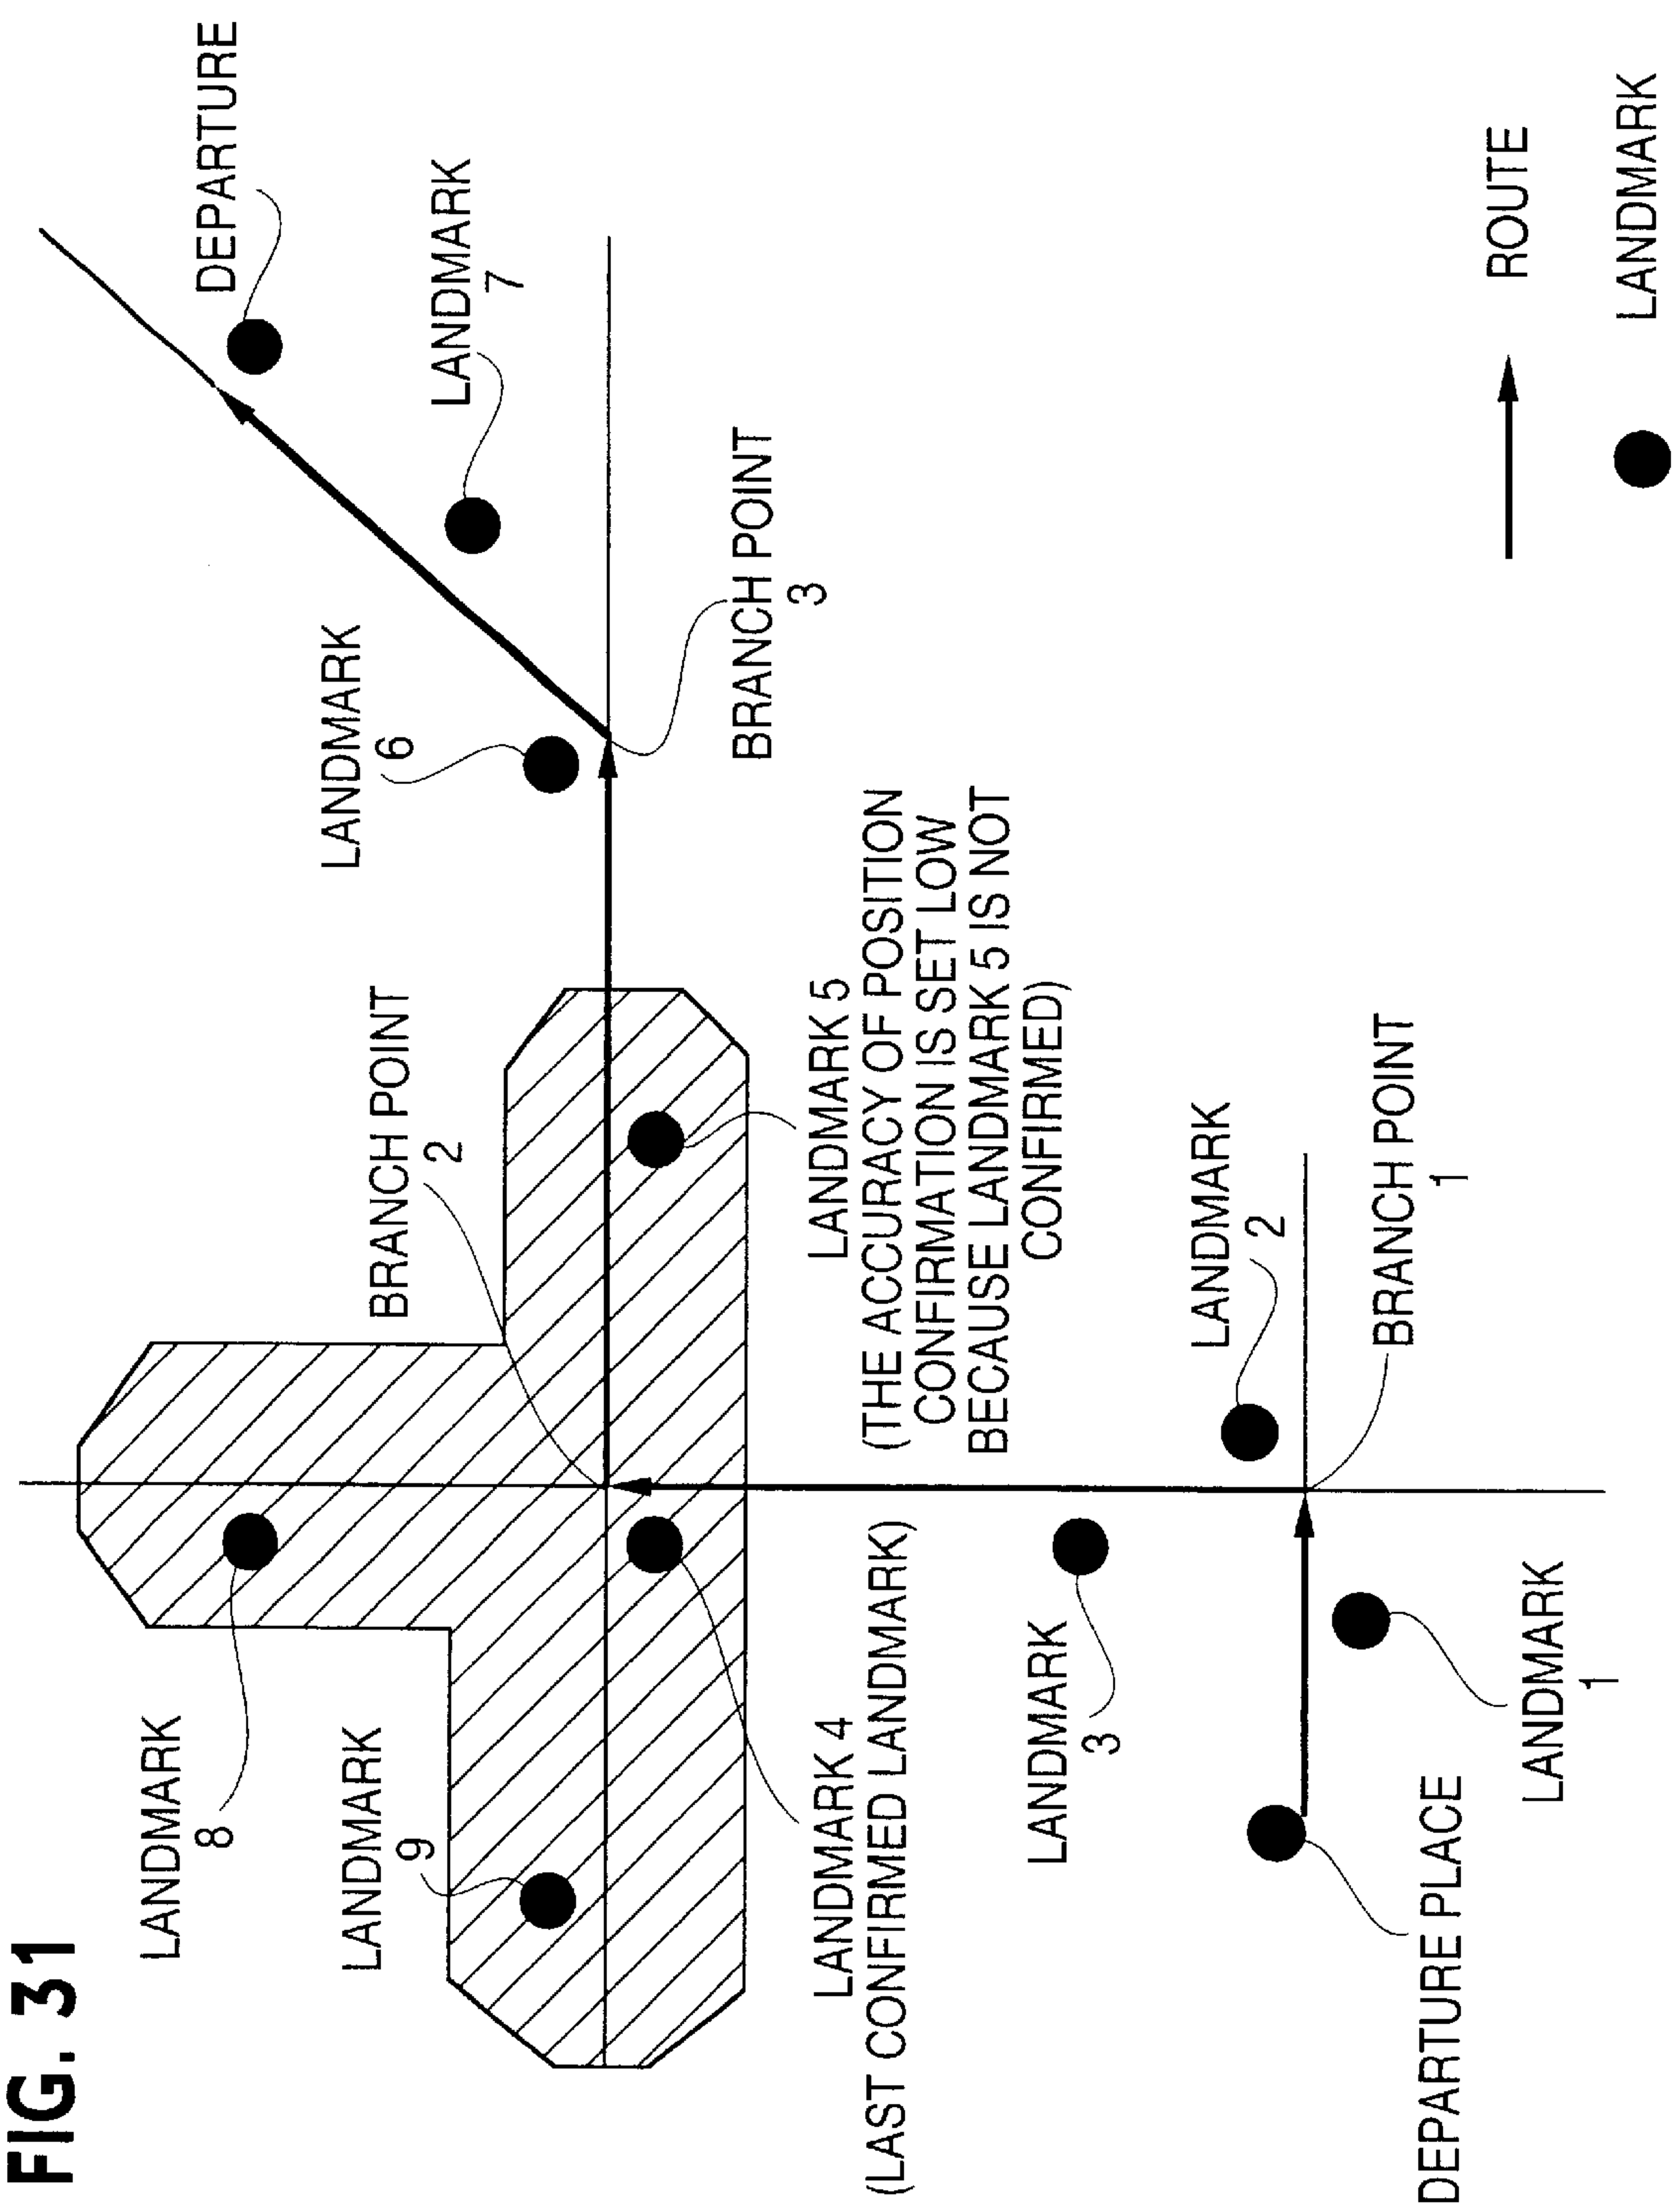 FIG. 31
LANDMARK
8
LANDMARK
9
BRANCH POINT
2
LANDMARK
6
DEPARTURE
LANDMARK
7
BRANCH POINT
3
LANDMARK 4
(LAST CONFIRMED LANDMARK)
LANDMARK 5
(THE ACCURACY OF POSITION
CONFIRMATION IS SET LOW
BECAUSE LANDMARK 5 IS NOT
CONFIRMED)
LANDMARK
3
LANDMARK
2
DEPARTURE PLACE
LANDMARK
1
BRANCH POINT
1
ROUTE
LANDMARK